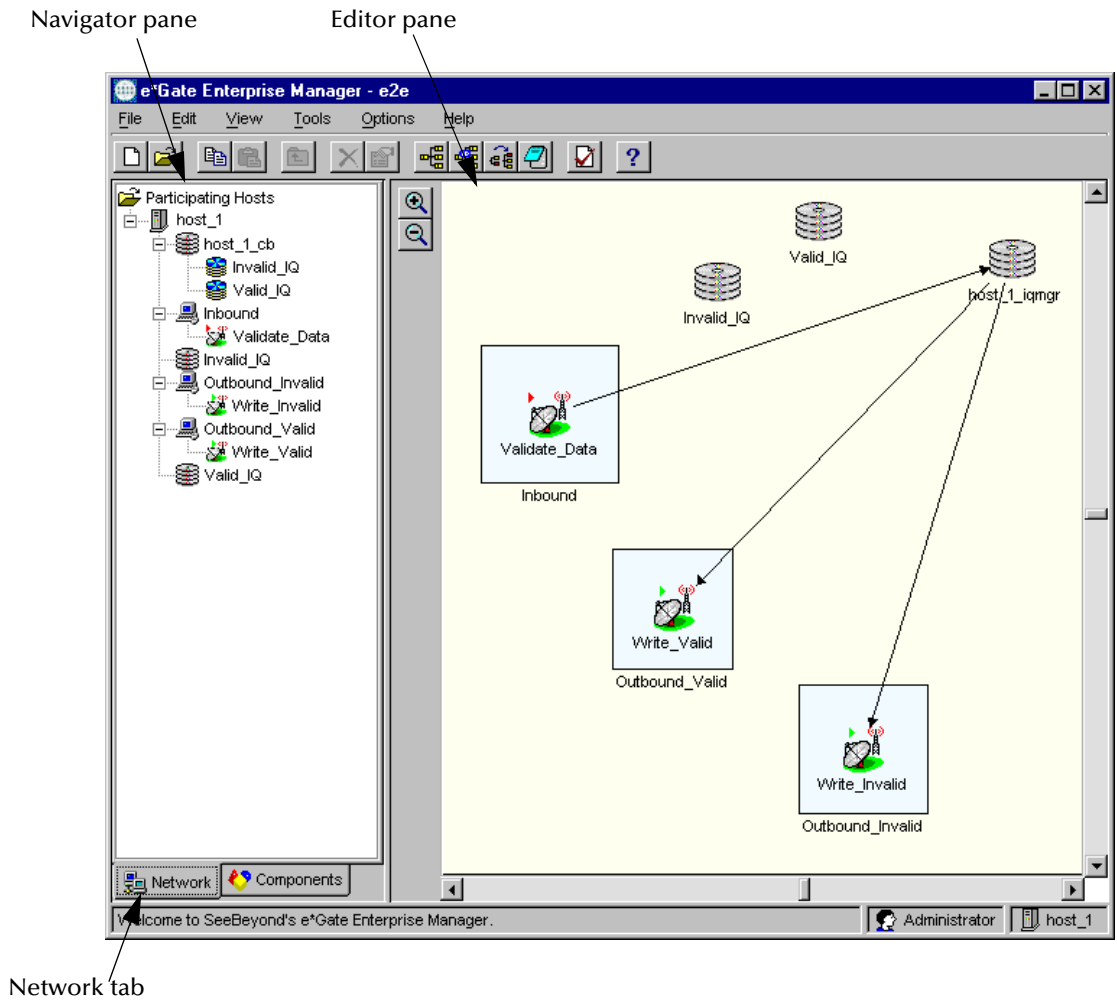 Navigator pane
Editor pane
e*Gate Enterprise Manager - e2e
File Edit View Tools Options Help
Participating Hosts
host_1
host_1_cb
Invalid_IQ
Valid_IQ
Inbound
Validate_Data
Invalid_IQ
Outbound_Invalid
Write_Invalid
Outbound_Valid
Write_Valid
Valid_IQ
Valid_IQ
host_1_iqmgr
Invalid_IQ
Validate_Data
Inbound
Write_Valid
Outbound_Valid
Write_Invalid
Outbound_Invalid
Network
Components
Welcome to SeeBeyond's e*Gate Enterprise Manager.
Administrator
host_1
Network tab